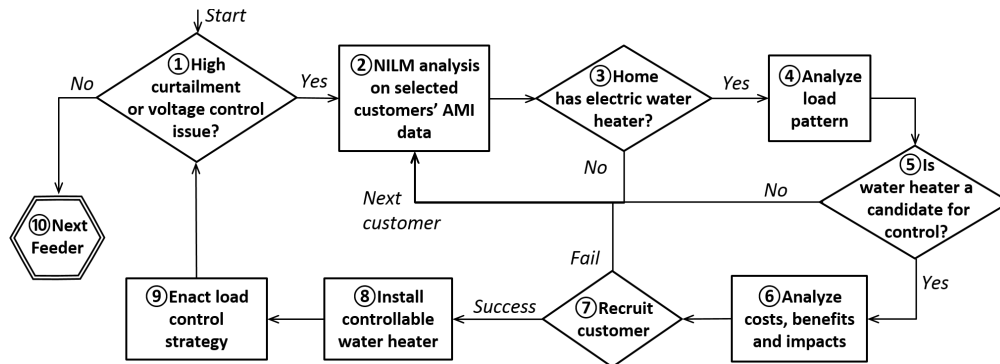 Start
①High
curtailment
or voltage control
issue?
No
Yes
②NILM analysis
on selected
customers' AMI
data
③Home
has electric water
heater?
Yes
No
④Analyze
load
pattern
⑤Is
water heater a
candidate for
control?
No
Yes
Next
customer
⑥Analyze
costs, benefits
and impacts
⑦Recruit
customer
Fail
Success
⑧Install
controllable
water heater
⑨Enact load
control
strategy
⑩Next
Feeder